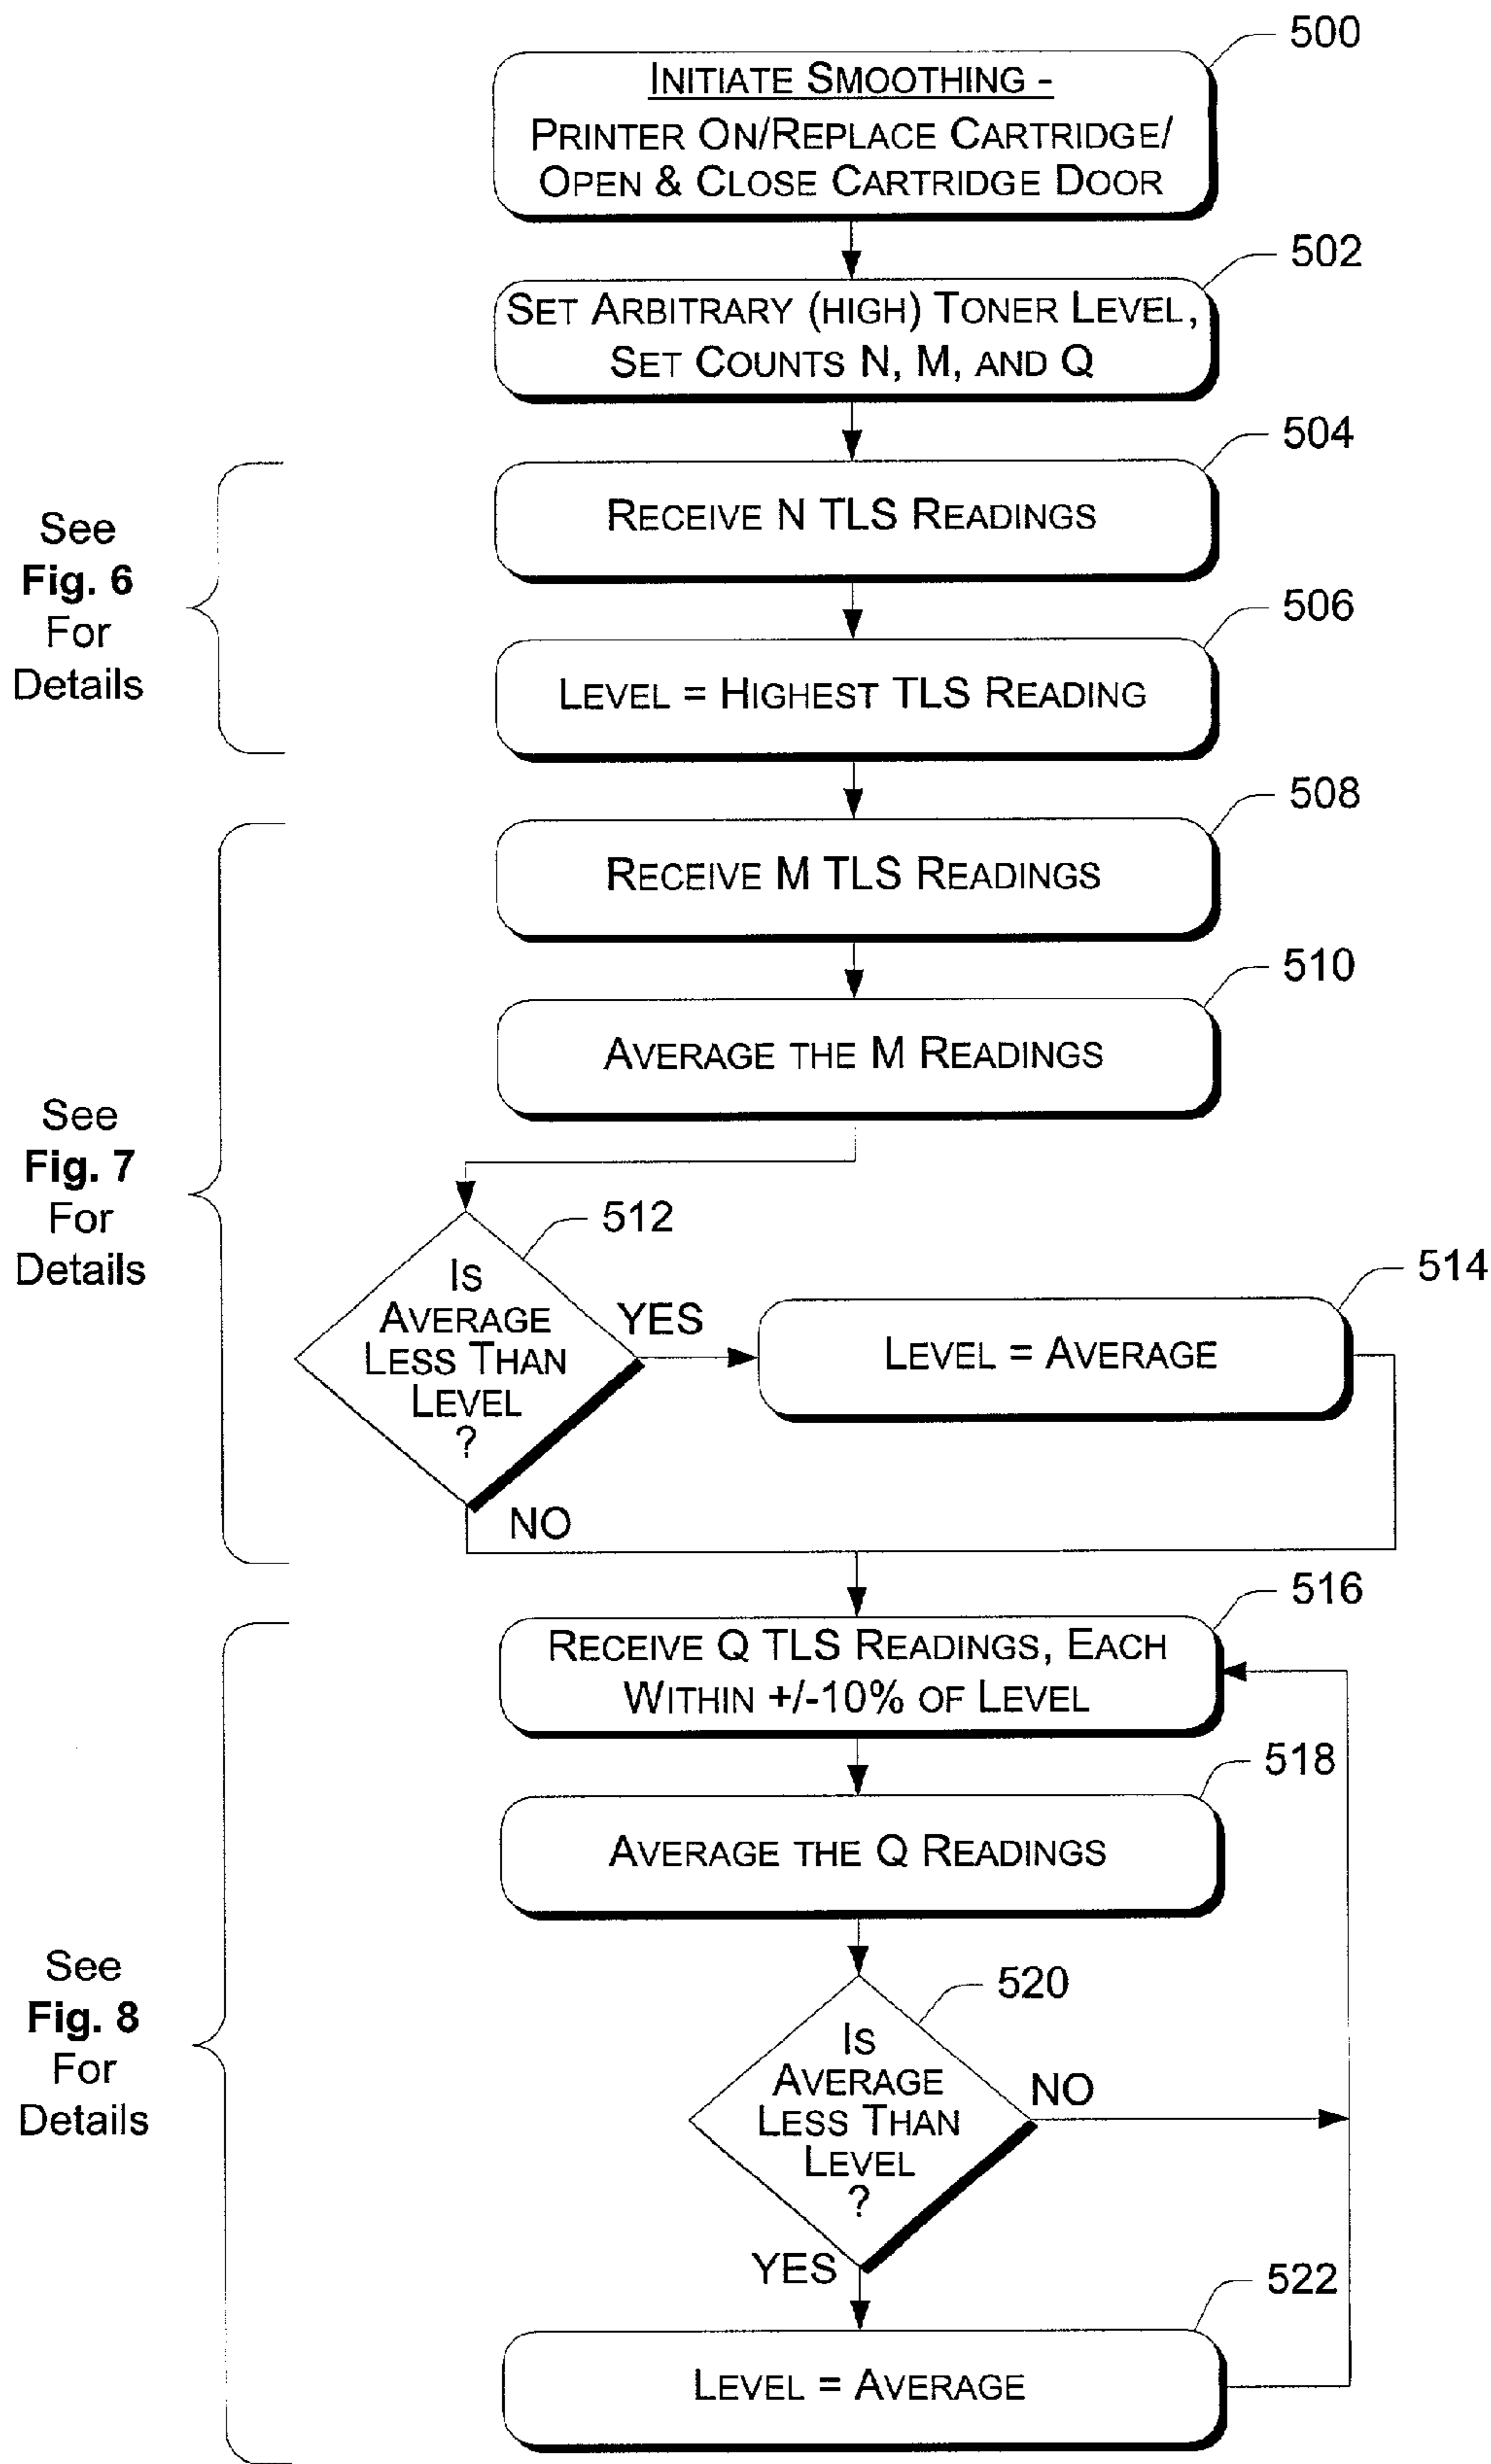 500
INITIATE SMOOTHING -
PRINTER ON/REPLACE CARTRIDGE/
OPEN & CLOSE CARTRIDGE DOOR
502
SET ARBITRARY (HIGH) TONER LEVEL,
SET COUNTS N, M, AND Q
504
RECEIVE N TLS READINGS
See
Fig. 6
For
Details
506
LEVEL = HIGHEST TLS READING
508
RECEIVE M TLS READINGS
510
AVERAGE THE M READINGS
See
Fig. 7
For
Details
512
IS
AVERAGE
LESS THAN
LEVEL
?
YES
NO
514
LEVEL = AVERAGE
516
RECEIVE Q TLS READINGS, EACH
WITHIN +/-10% OF LEVEL
518
AVERAGE THE Q READINGS
See
Fig. 8
For
Details
520
IS
AVERAGE
LESS THAN
LEVEL
?
NO
YES
522
LEVEL = AVERAGE